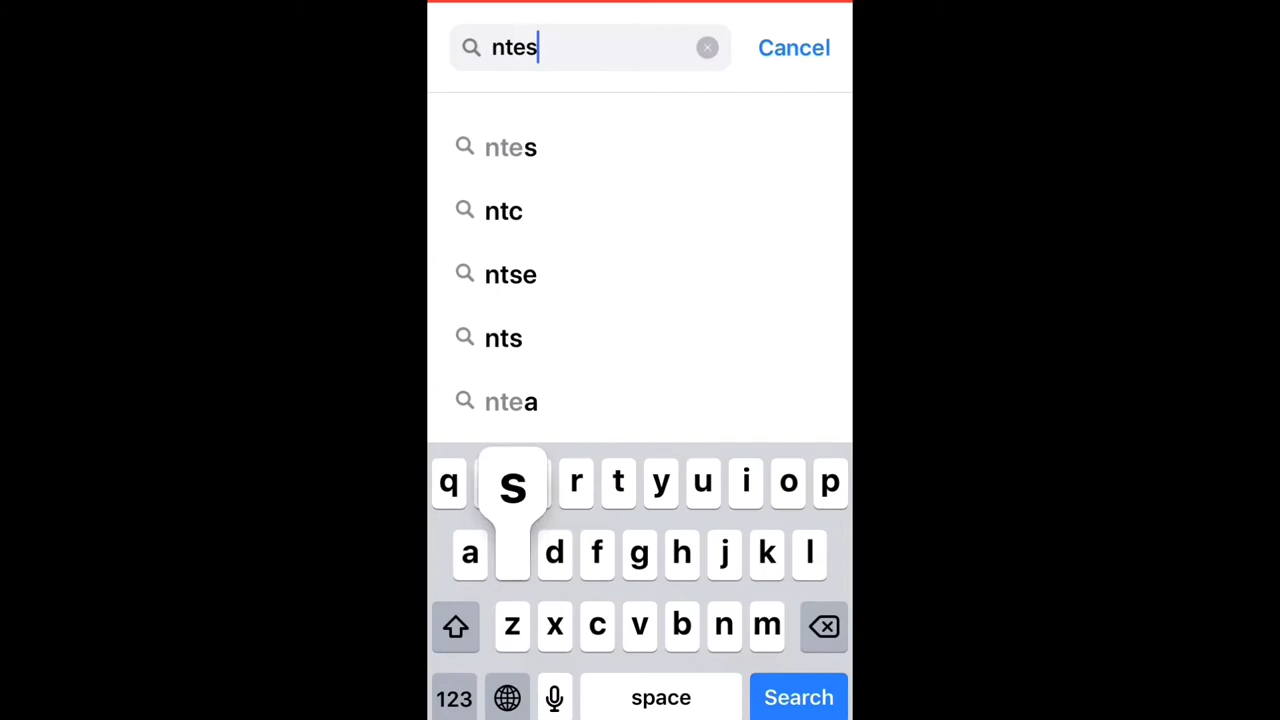 ntes Cancel
ntes
ntc
ntse
nts
ntea
q s r t y u i o p
a d f g h j k l
z x c v b n m
123 space Search